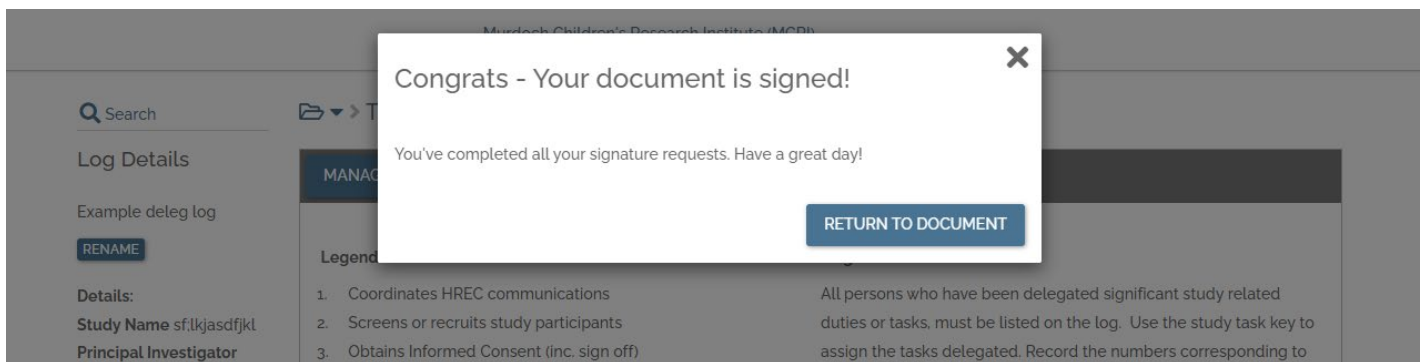 Murdoch Children's Research Institute (MCRI)
Congrats - Your document is signed!
Search
Log Details
You've completed all your signature requests. Have a great day!
MANAG
Example deleg log
RETURN TO DOCUMENT
RENAME
Legend
Details:
1. Coordinates HREC communications
All persons who have been delegated significant study related
Study Name sf;lkjasdfjkl
2. Screens or recruits study participants
duties or tasks, must be listed on the log. Use the study task key to
Principal Investigator
3. Obtains Informed Consent (inc. sign off)
assign the tasks delegated. Record the numbers corresponding to